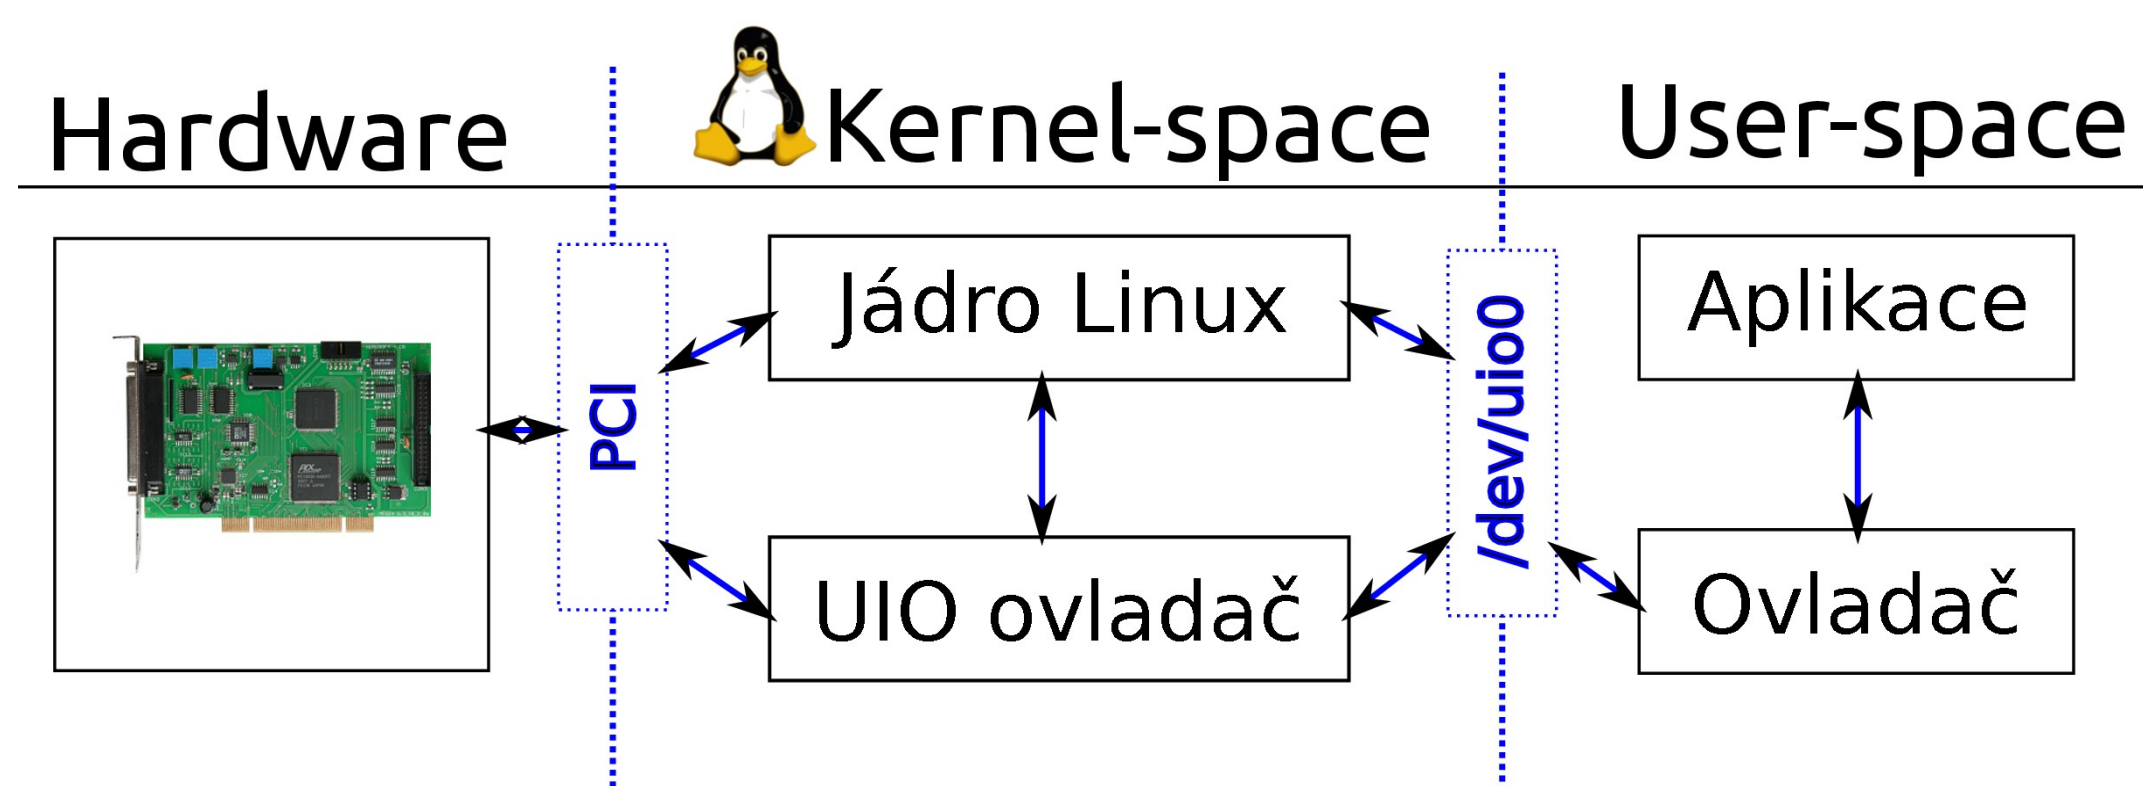 Hardware
Kernel-space
User-space
PCI
Jádro Linux
UIO ovladač
/dev/uio0
Aplikace
Ovladač